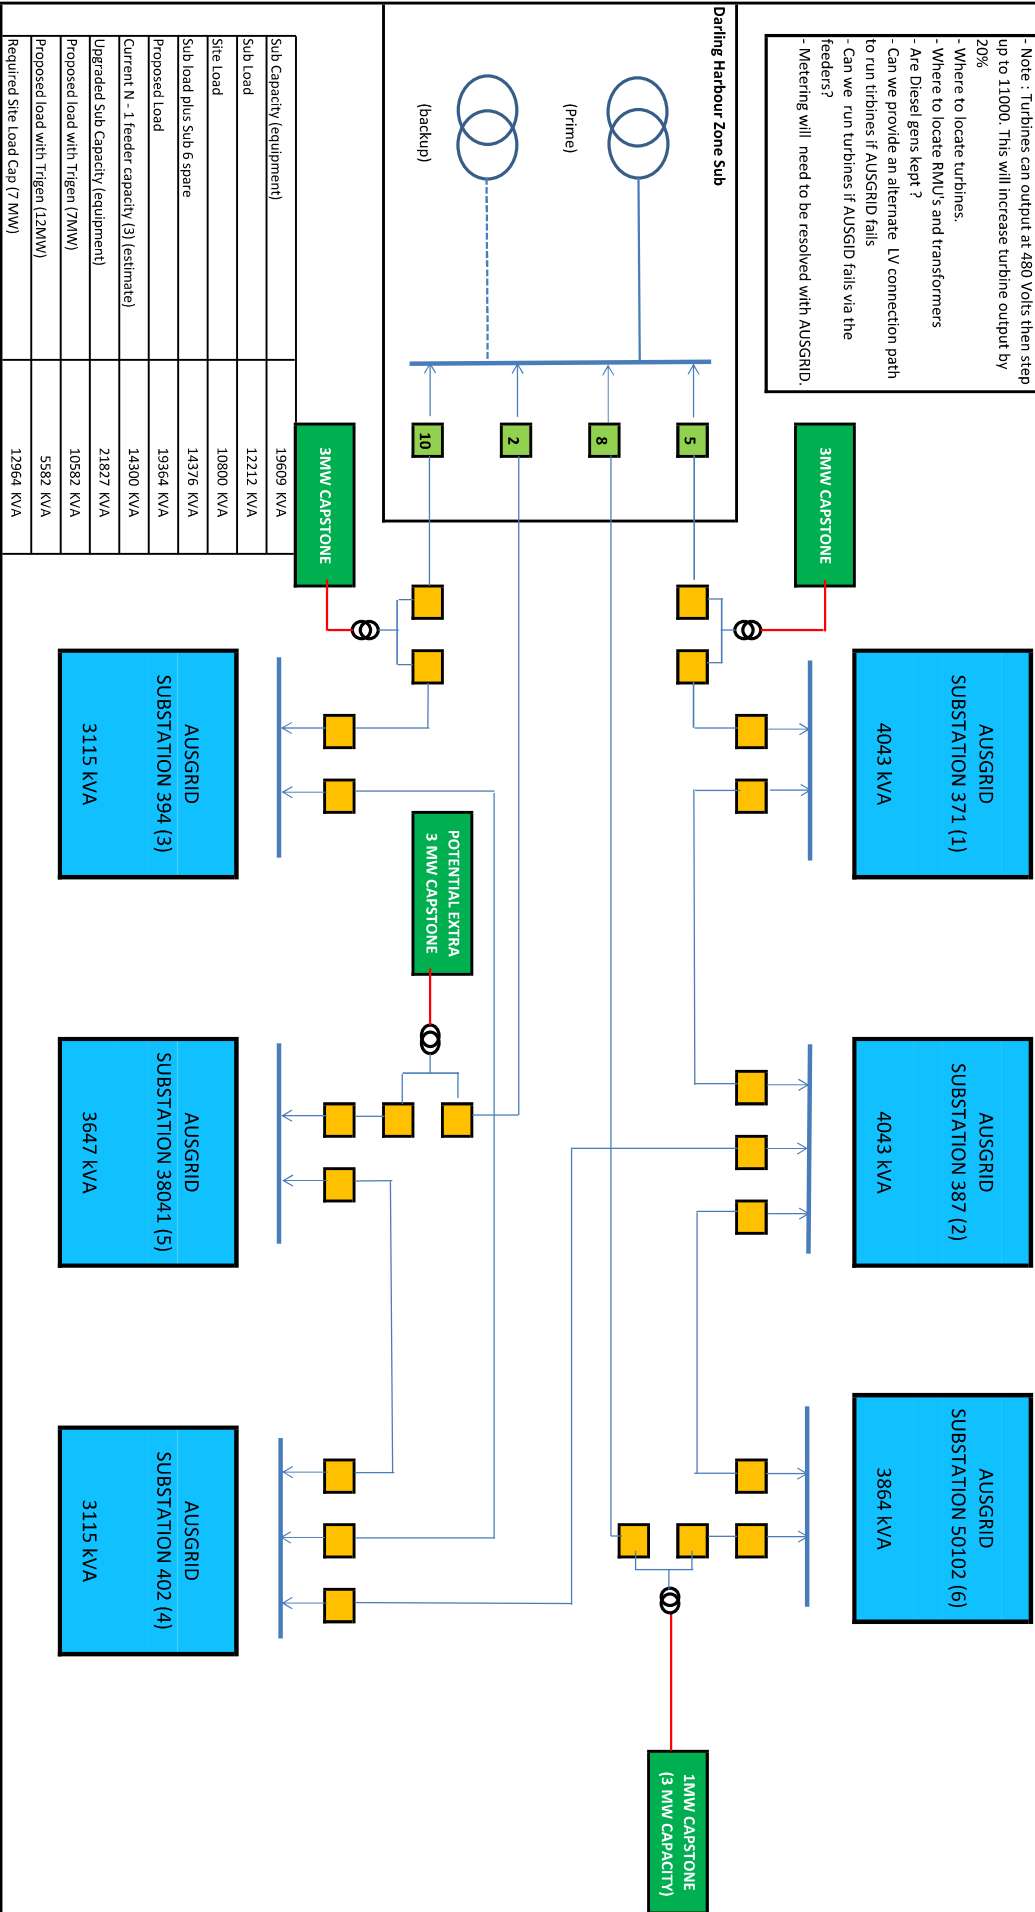 - Note : Turbines can output at 480 Volts then step
up to 11000. This will increase turbine output by
20%
- Where to locate turbines.
- Where to locate RMU's and transformers
- Are Diesel gens kept ?
- Can we provide an alternate LV connection path
to run tirbines if AUSGRID fails
- Can we run turbines if AUSGID fails via the
feeders?
- Metering will need to be resolved with AUSGRID.
Darling Harbour Zone Sub
(Prime)
(backup)
5
8
2
10
3MW CAPSTONE
3MW CAPSTONE
AUSGRID
SUBSTATION 371 (1)
4043 kVA
AUSGRID
SUBSTATION 387 (2)
4043 kVA
AUSGRID
SUBSTATION 50102 (6)
3864 kVA
1MW CAPSTONE
(3 MW CAPACITY)
POTENTIAL EXTRA
3 MW CAPSTONE
AUSGRID
SUBSTATION 394 (3)
3115 kVA
AUSGRID
SUBSTATION 38041 (5)
3647 kVA
AUSGRID
SUBSTATION 402 (4)
3115 kVA
Sub Capacity (equipment) 19609 KVA
Sub Load 12212 KVA
Site Load 10800 KVA
Sub load plus Sub 6 spare 14376 KVA
Proposed Load 19364 KVA
Current N - 1 feeder capacity (3) (estimate) 14300 KVA
Upgraded Sub Capacity (equipment) 21827 KVA
Proposed load with Trigen (7MW) 10582 KVA
Proposed load with Trigen (12MW) 5582 KVA
Required Site Load Cap (7 MW) 12964 KVA